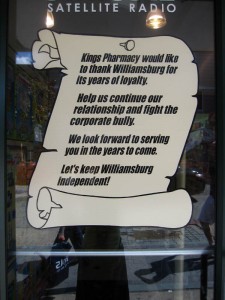 SATELLITE RADIO
Kings Pharmacy would like
to thank Williamsburg for
its years of loyalty.
Help us continue our
relationship and fight the
corporate bully.
We look forward to serving
you in the years to come.
Let's keep Williamsburg
independent!